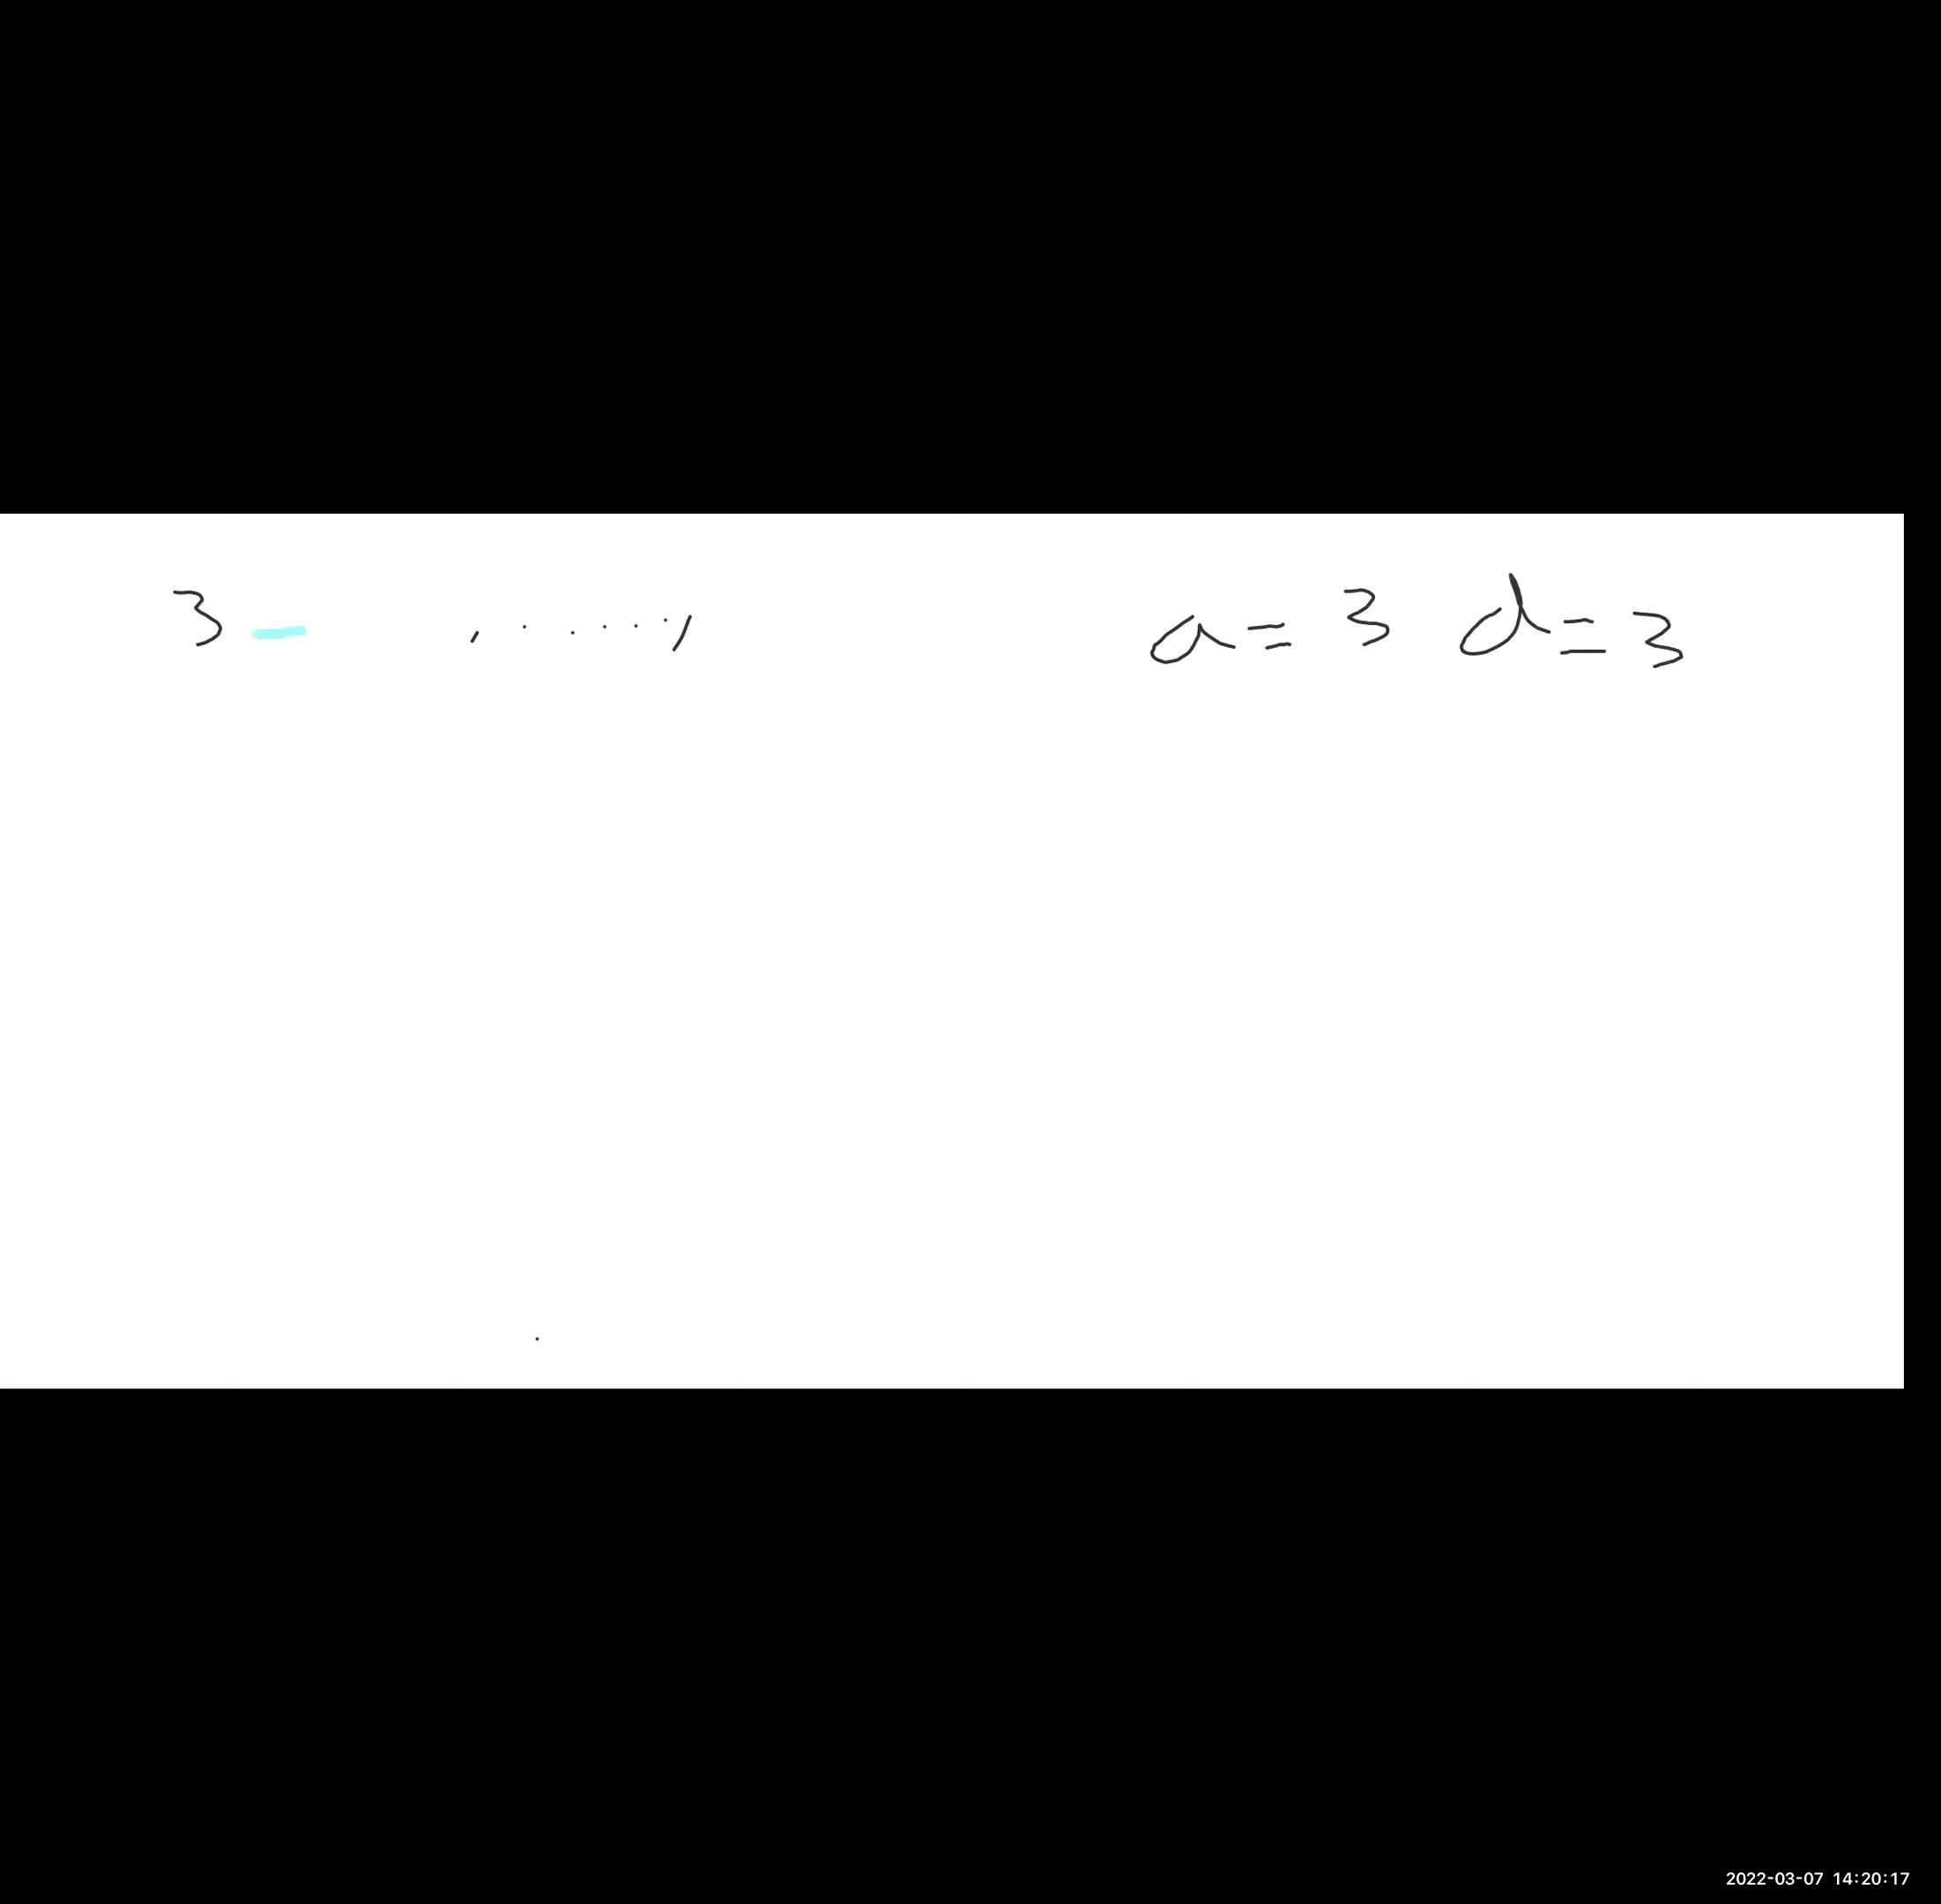 3 , ....., a = 3 d = 3
2022-03-07 14:20:17